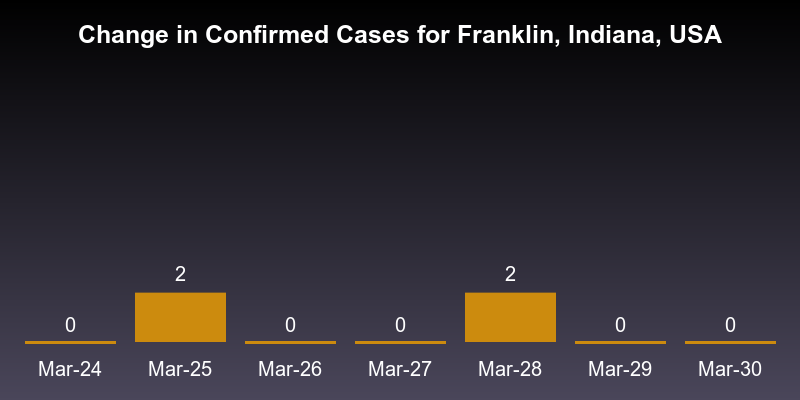 Change in Confirmed Cases for Franklin, Indiana, USA
0 2 0 0 2 0 0
Mar-24 Mar-25 Mar-26 Mar-27 Mar-28 Mar-29 Mar-30